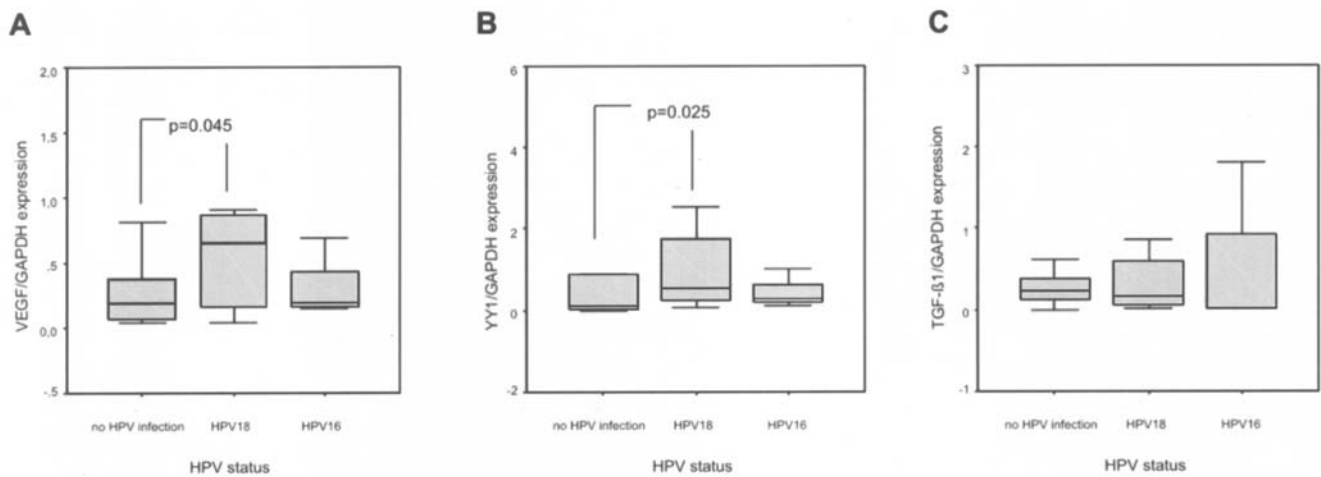 A
VEGF/GAPDH expression
2,0
1,5
1,0
,5
0,0
-,5
p=0.045
no HPV infection HPV18 HPV16
HPV status
B
YY1/GAPDH expression
6
4
2
0
-2
p=0.025
no HPV infection HPV18 HPV16
HPV status
C
TGF-ß1/GAPDH expression
3
2
1
0
-1
no HPV infection HPV18 HPV16
HPV status